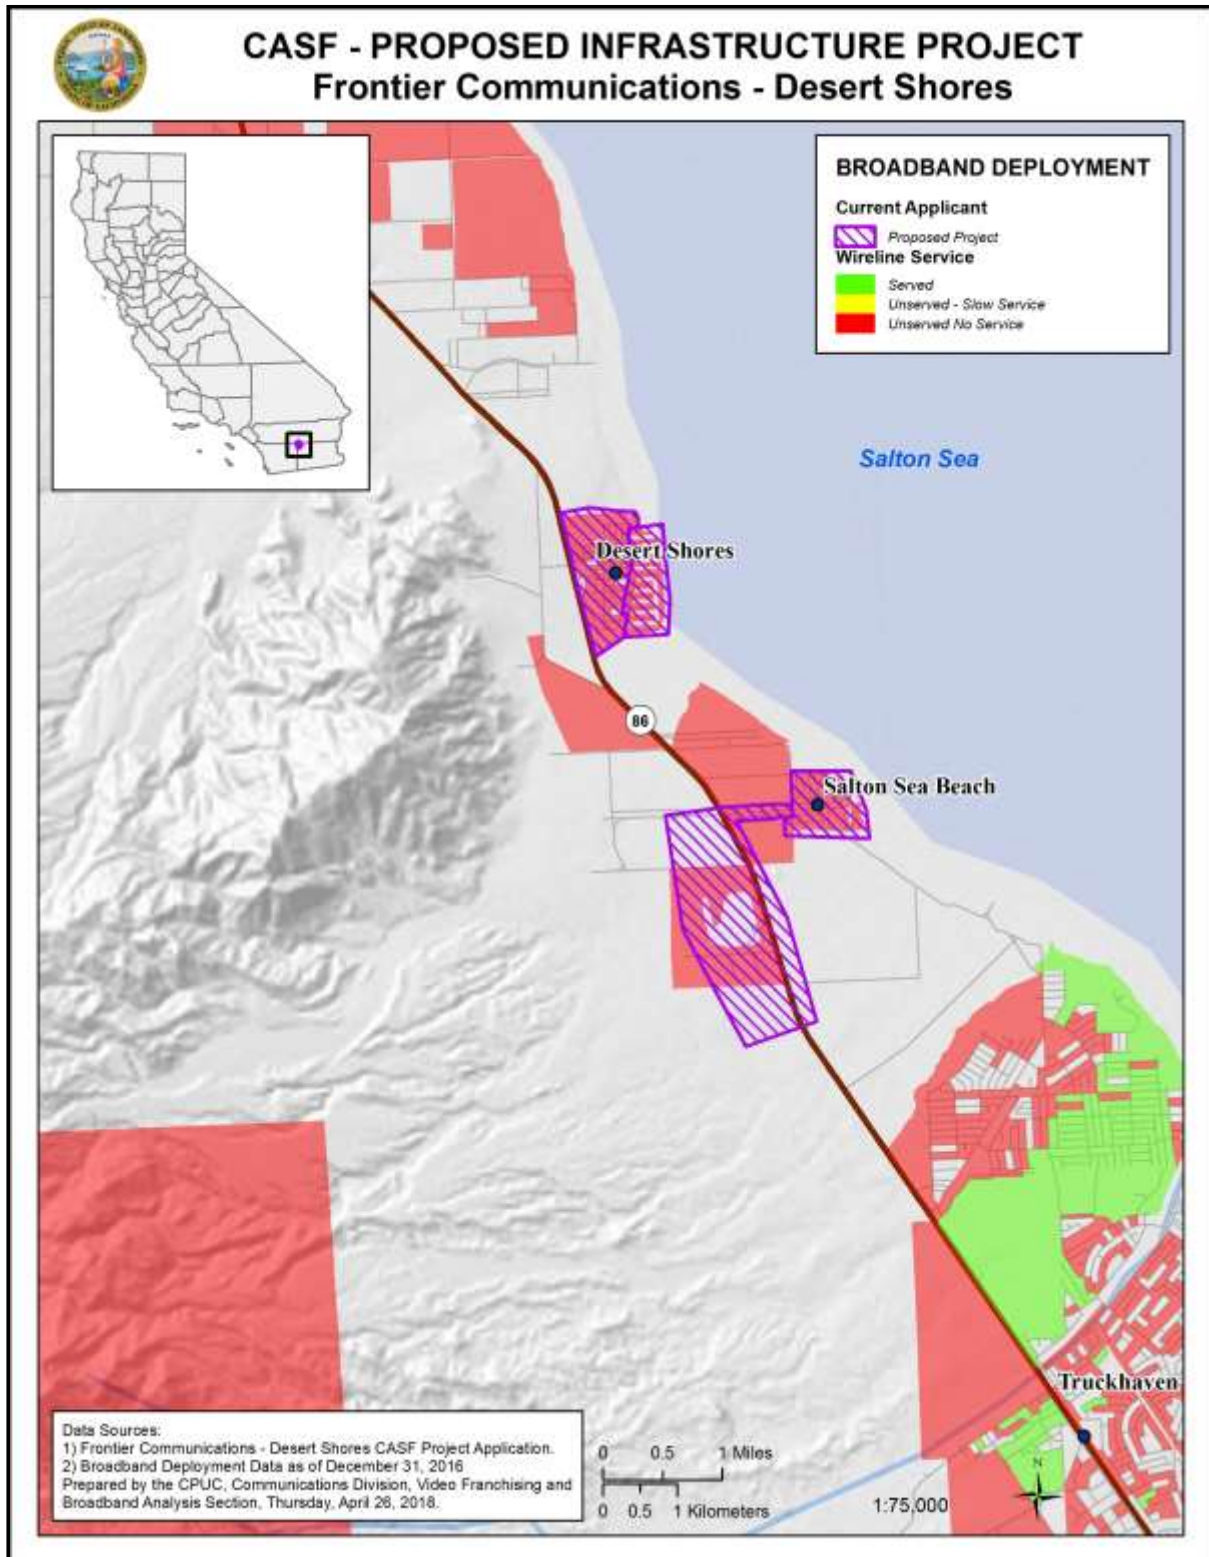 CASF - PROPOSED INFRASTRUCTURE PROJECT
Frontier Communications - Desert Shores
BROADBAND DEPLOYMENT
Current Applicant
Proposed Project
Wireline Service
Served
Unserved - Slow Service
Unserved No Service
Salton Sea
Desert Shores
86
Salton Sea Beach
Truckhaven
Data Sources:
1) Frontier Communications - Desert Shores CASF Project Application.
2) Broadband Deployment Data as of December 31, 2016
Prepared by the CPUC, Communications Division, Video Franchising and
Broadband Analysis Section, Thursday, April 26, 2018.
0 0.5 1 Miles
0 0.5 1 Kilometers
1:75,000
N